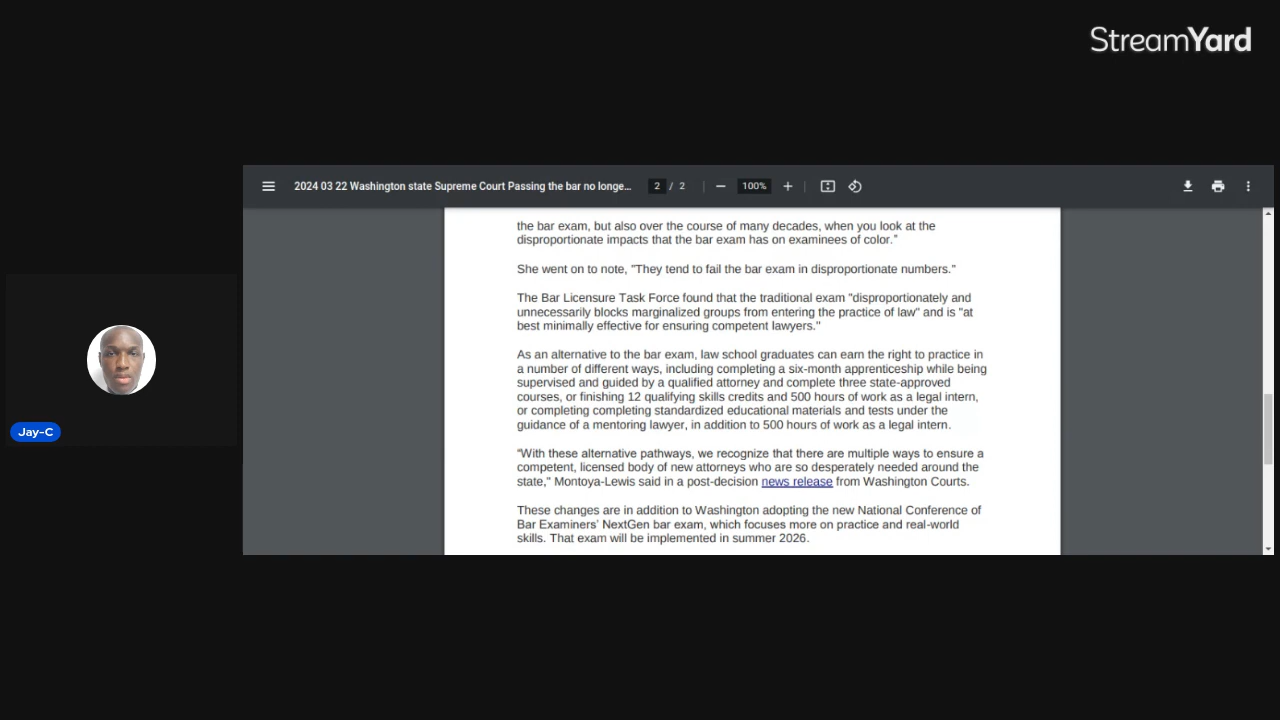 StreamYard
2024 03 22 Washington state Supreme Court Passing the bar no longe...
2 / 2
100%
the bar exam, but also over the course of many decades, when you look at the
disproportionate impacts that the bar exam has on examinees of color."
She went on to note, "They tend to fail the bar exam in disproportionate numbers."
The Bar Licensure Task Force found that the traditional exam "disproportionately and
unnecessarily blocks marginalized groups from entering the practice of law" and is "at
best minimally effective for ensuring competent lawyers."
As an alternative to the bar exam, law school graduates can earn the right to practice in
a number of different ways, including completing a six-month apprenticeship while being
supervised and guided by a qualified attorney and complete three state-approved
courses, or finishing 12 qualifying skills credits and 500 hours of work as a legal intern,
or completing completing standardized educational materials and tests under the
guidance of a mentoring lawyer, in addition to 500 hours of work as a legal intern.
"With these alternative pathways, we recognize that there are multiple ways to ensure a
competent, licensed body of new attorneys who are so desperately needed around the
state," Montoya-Lewis said in a post-decision news release from Washington Courts.
These changes are in addition to Washington adopting the new National Conference of
Bar Examiners' NextGen bar exam, which focuses more on practice and real-world
skills. That exam will be implemented in summer 2026.
Jay-C